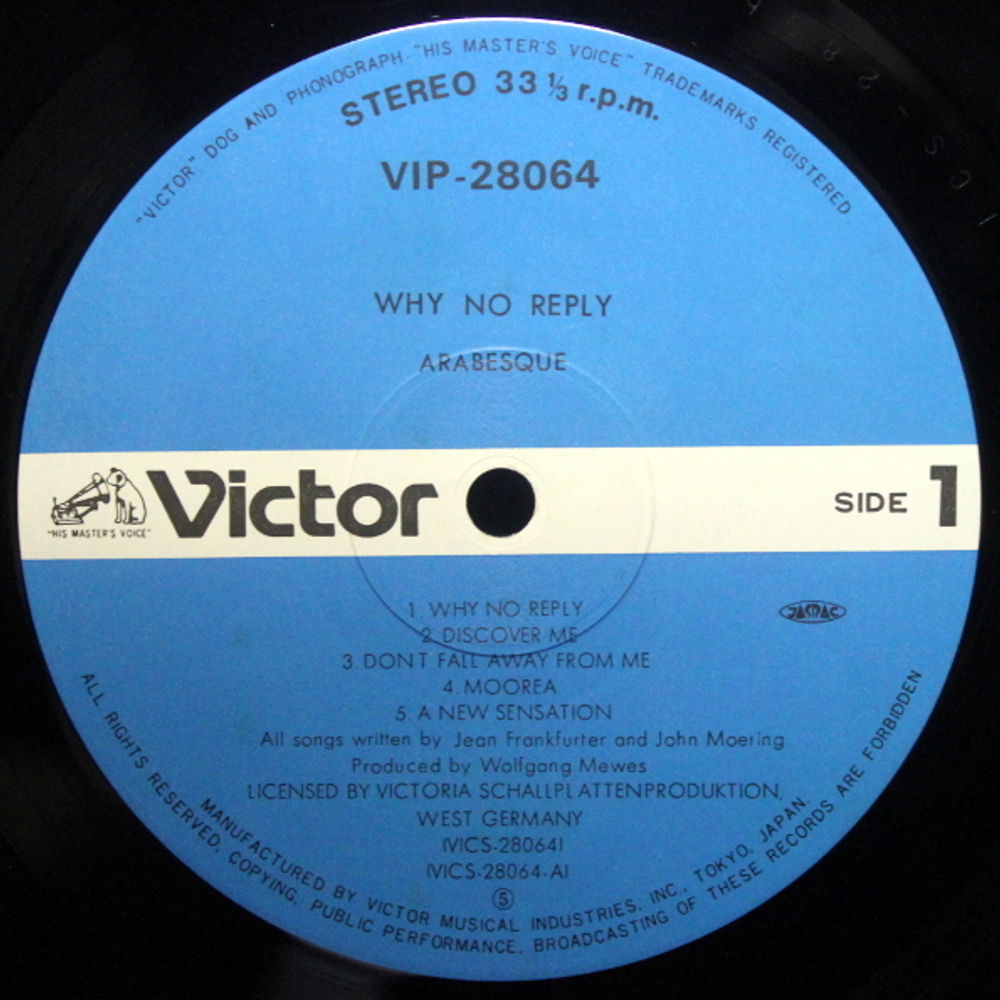 "VICTOR" DOG AND PHONOGRAPH. "HIS MASTER'S VOICE" TRADEMARKS REGISTERED
STEREO 33 ⅓ r.p.m.
VIP-28064
WHY NO REPLY
ARABESQUE
"HIS MASTER'S VOICE"
Victor
SIDE 1
1. WHY NO REPLY
2. DISCOVER ME
3. DON'T FALL AWAY FROM ME
4. MOOREA
5. A NEW SENSATION
JASRAC
All songs written by Jean Frankfurter and John Moering
Produced by Wolfgang Mewes
LICENSED BY VICTORIA SCHALLPLATTENPRODUKTION,
WEST GERMANY
(VICS-28064)
(VICS-28064-A)
⑤
MANUFACTURED BY VICTOR MUSICAL INDUSTRIES, INC., TOKYO, JAPAN.
ALL RIGHTS RESERVED. COPYING, PUBLIC PERFORMANCE, BROADCASTING OF THESE RECORDS ARE FORBIDDEN